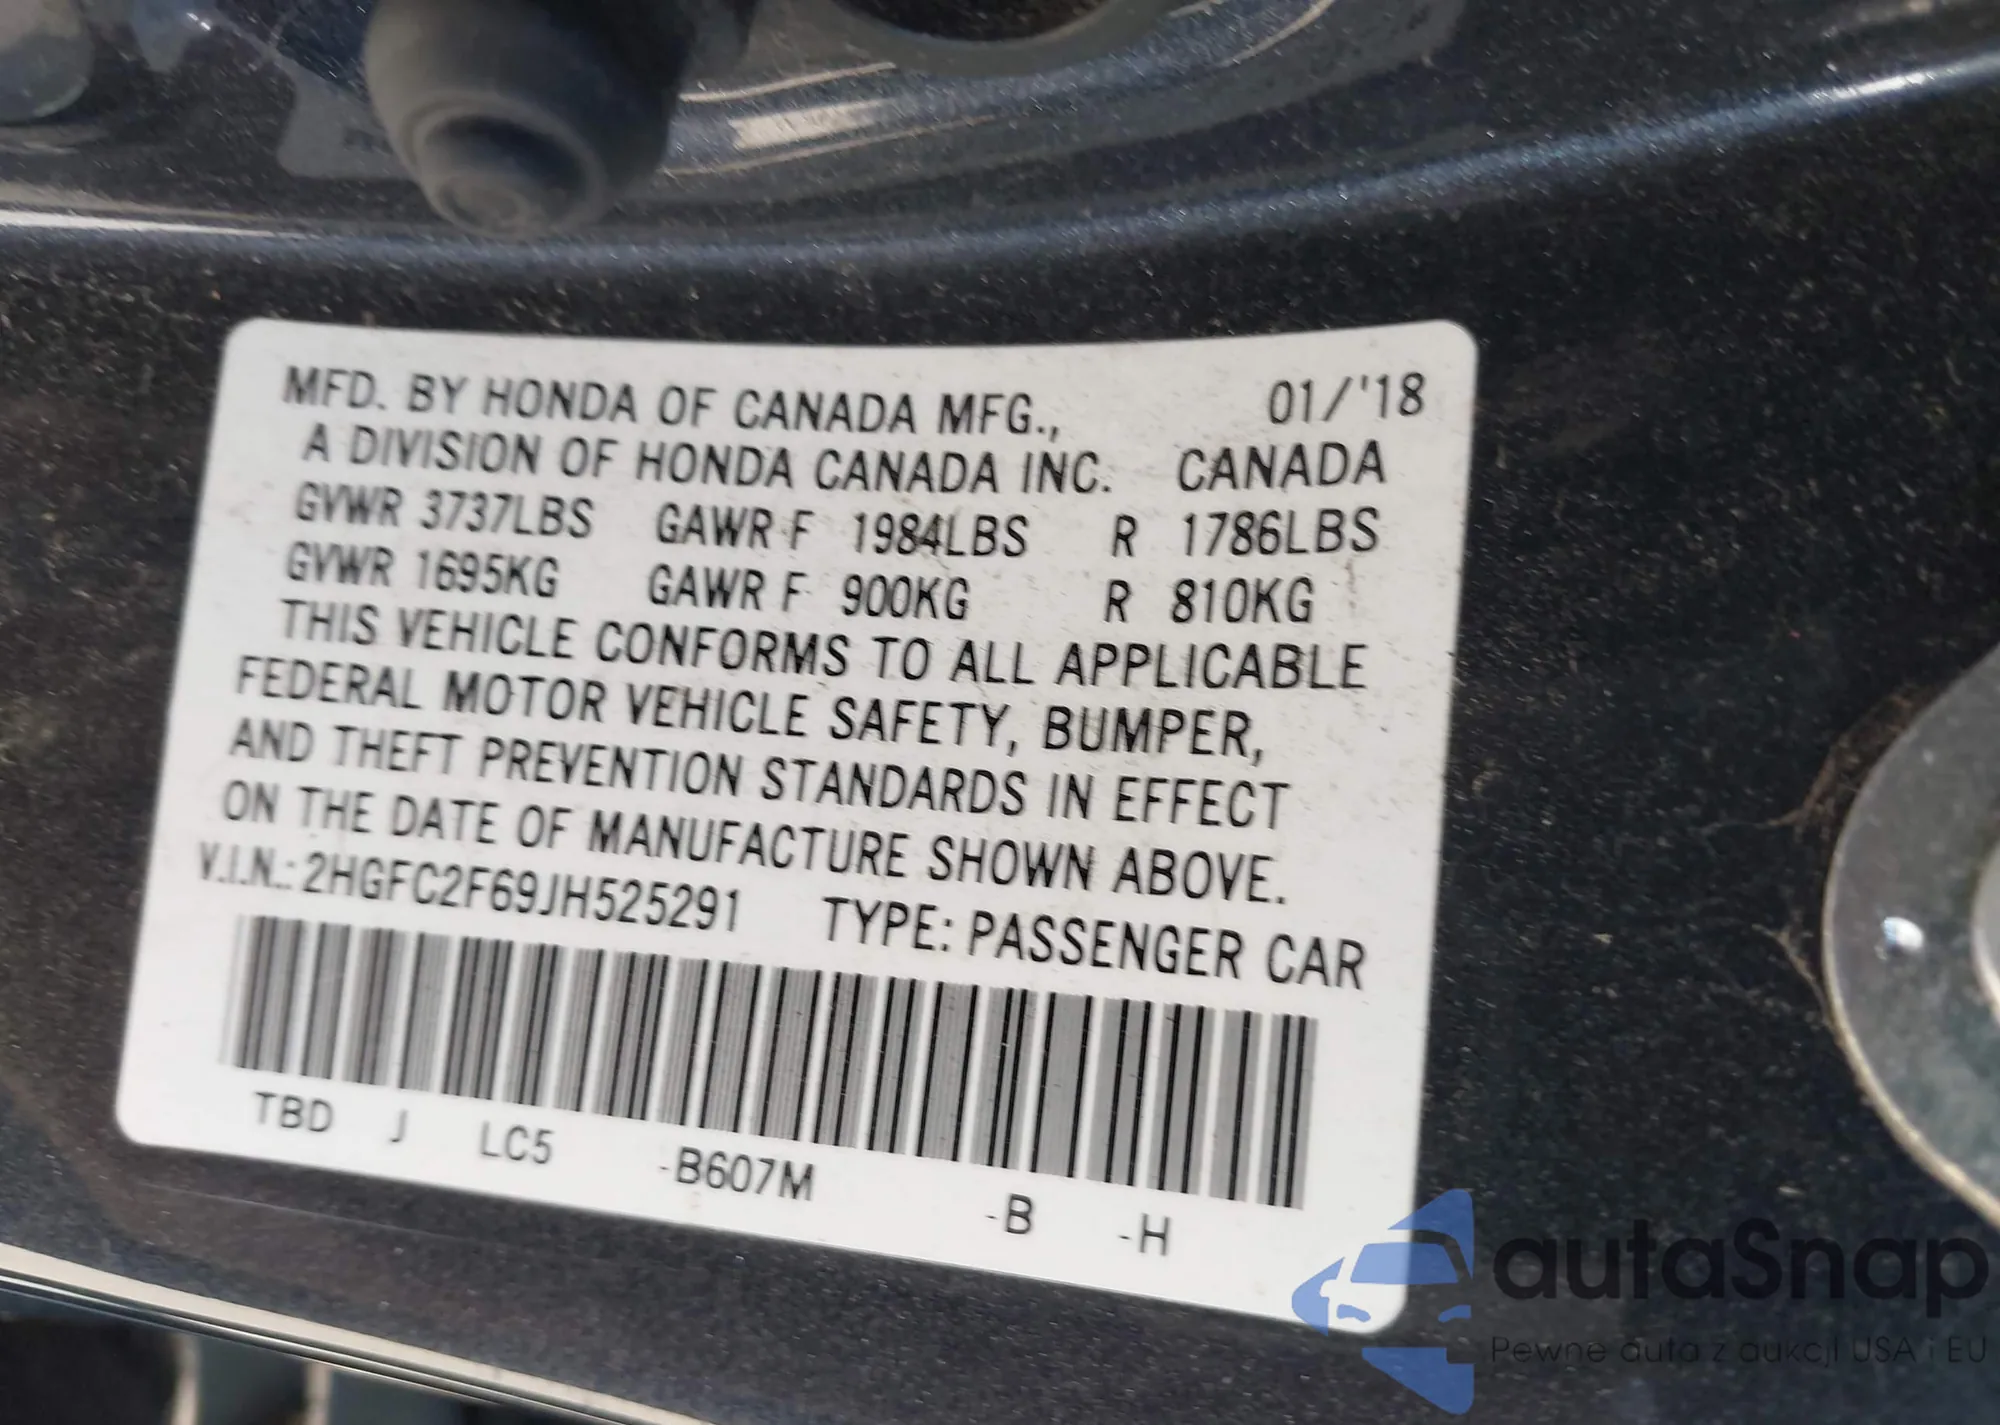 MFD. BY HONDA OF CANADA MFG., 01/'18
A DIVISION OF HONDA CANADA INC. CANADA
GVWR 3737LBS GAWR F 1984LBS R 1786LBS
GVWR 1695KG GAWR F 900KG R 810KG
THIS VEHICLE CONFORMS TO ALL APPLICABLE
FEDERAL MOTOR VEHICLE SAFETY, BUMPER,
AND THEFT PREVENTION STANDARDS IN EFFECT
ON THE DATE OF MANUFACTURE SHOWN ABOVE.
V.I.N.: 2HGFC2F69JH525291 TYPE: PASSENGER CAR
TBD J LC5 -B607M -B -H
autaSnap
Pewne auta z aukcji USA i EU